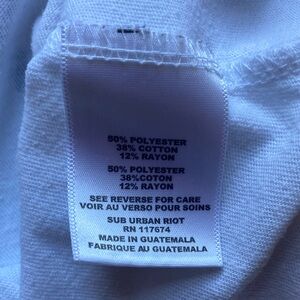 50% POLYESTER
38% COTTON
12% RAYON
50% POLYESTER
38%COTON
12% RAYON
SEE REVERSE FOR CARE
VOIR AU VERSO POUR SOINS
SUB URBAN RIOT
RN 117674
MADE IN GUATEMALA
FABRIQUE AU GUATEMALA